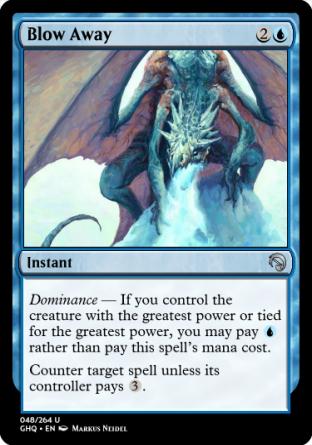 Blow Away 2
Instant
Dominance — If you control the
creature with the greatest power or tied
for the greatest power, you may pay
rather than pay this spell's mana cost.
Counter target spell unless its
controller pays 3.
048/264 U
GHQ • EN Markus Neidel